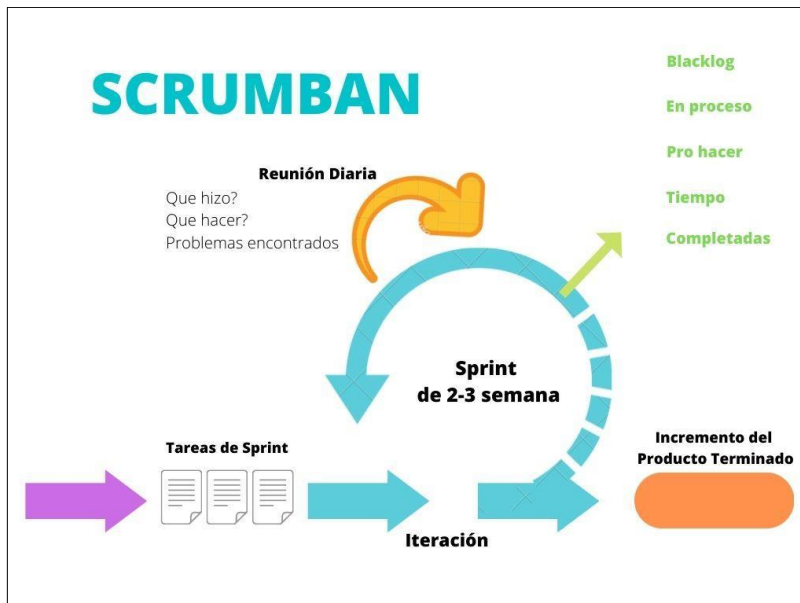 SCRUMBAN
Blacklog
En proceso
Pro hacer
Tiempo
Completadas
Reunión Diaria
Que hizo?
Que hacer?
Problemas encontrados
Sprint
de 2-3 semana
Tareas de Sprint
Iteración
Incremento del
Producto Terminado